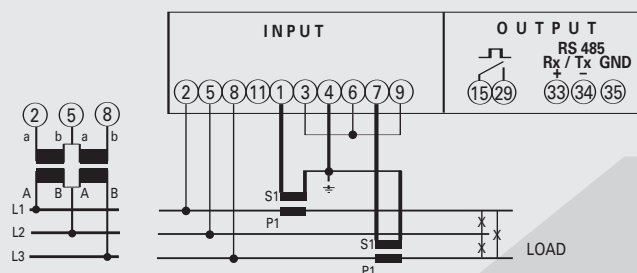 INPUT
OUTPUT
RS 485
Rx / Tx GND
+ −
2 5 8 11 1 3 4 6 7 9
15 29 33 34 35
2 5 8
a b a b
A B A B
S1
L1
P1
L2
S1
LOAD
L3
P1
X
X
X